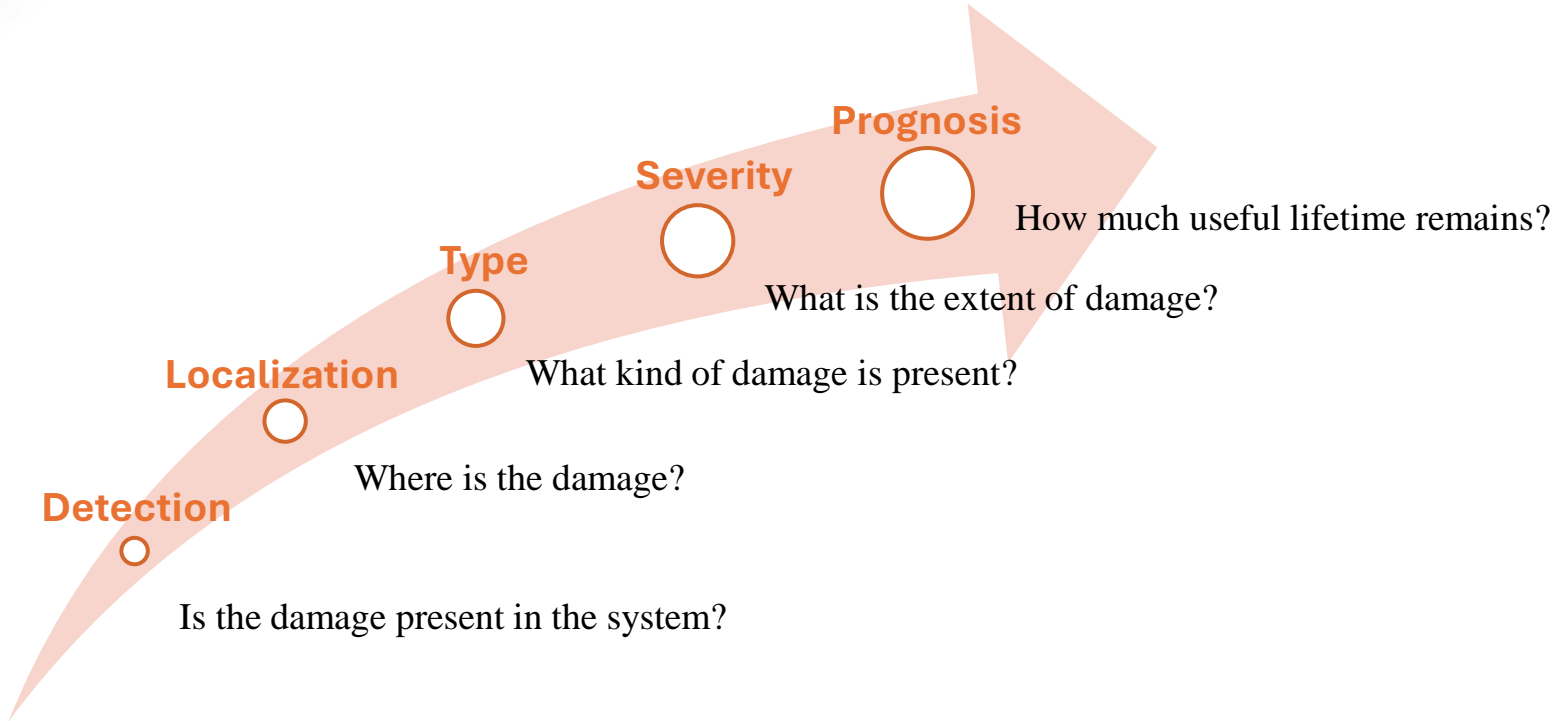 Prognosis
How much useful lifetime remains?
Severity
What is the extent of damage?
Type
What kind of damage is present?
Localization
Where is the damage?
Detection
Is the damage present in the system?